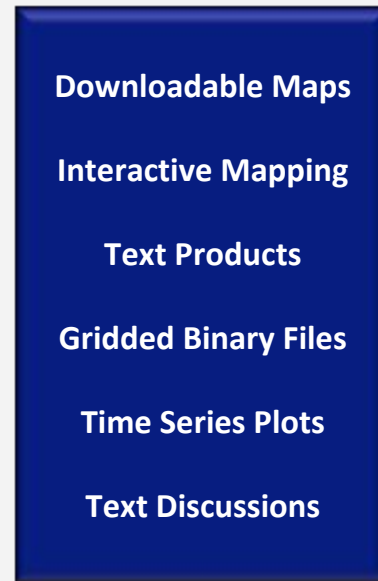 Downloadable Maps
Interactive Mapping
Text Products
Gridded Binary Files
Time Series Plots
Text Discussions